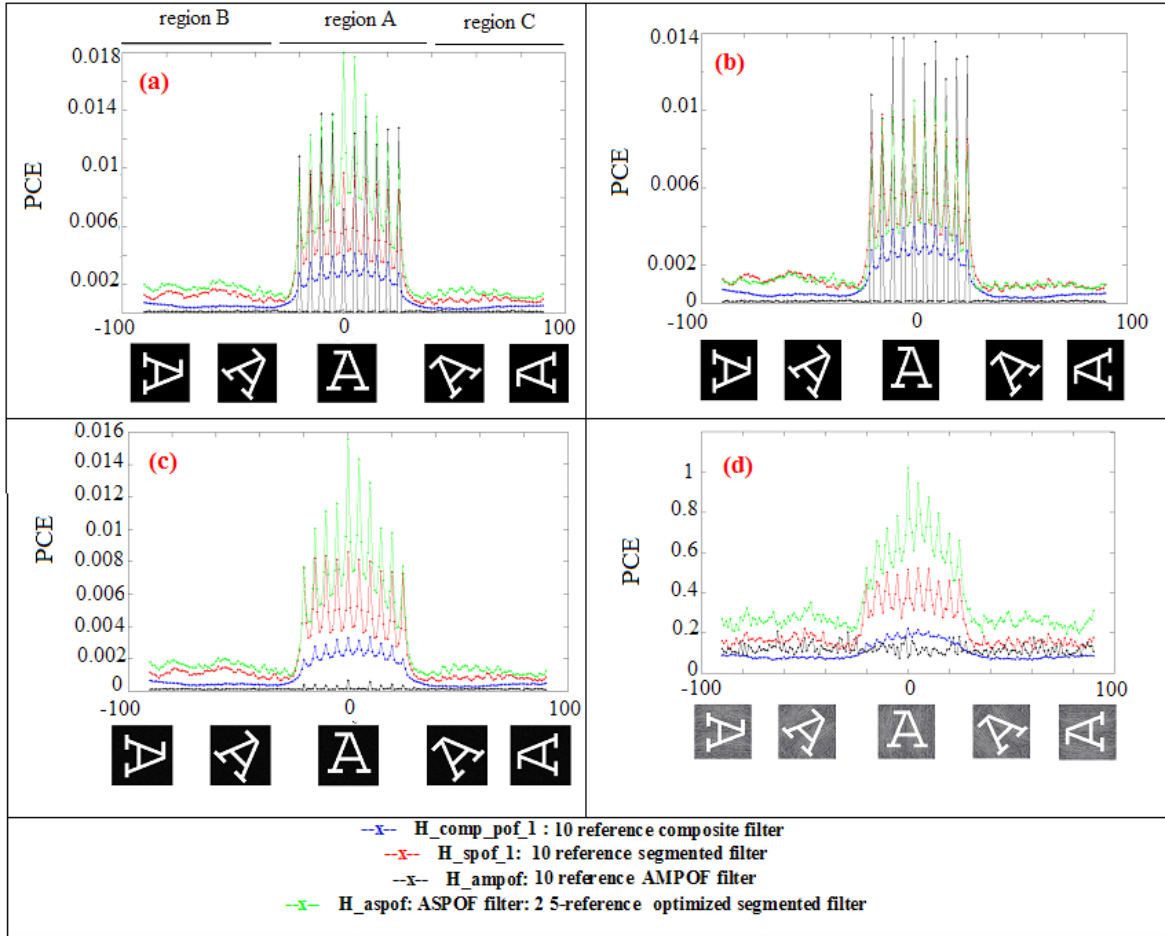 region B region A region C
(a)
0.018
0.014
0.01
0.006
0.002
PCE
-100 0 100
A A A A A
(b)
0.014
0.01
0.006
0.002
0
PCE
-100 0 100
A A A A A
(c)
0.016
0.014
0.012
0.01
0.008
0.006
0.004
0.002
0
PCE
-100 0 100
A A A A A
(d)
1
0.8
0.6
0.4
0.2
0
PCE
-100 0 100
A A A A A
--x-- H_comp_pof_1 : 10 reference composite filter
--x-- H_spof_1: 10 reference segmented filter
--x-- H_ampof: 10 reference AMPOF filter
--x-- H_aspof: ASPOF filter: 2 5-reference optimized segmented filter